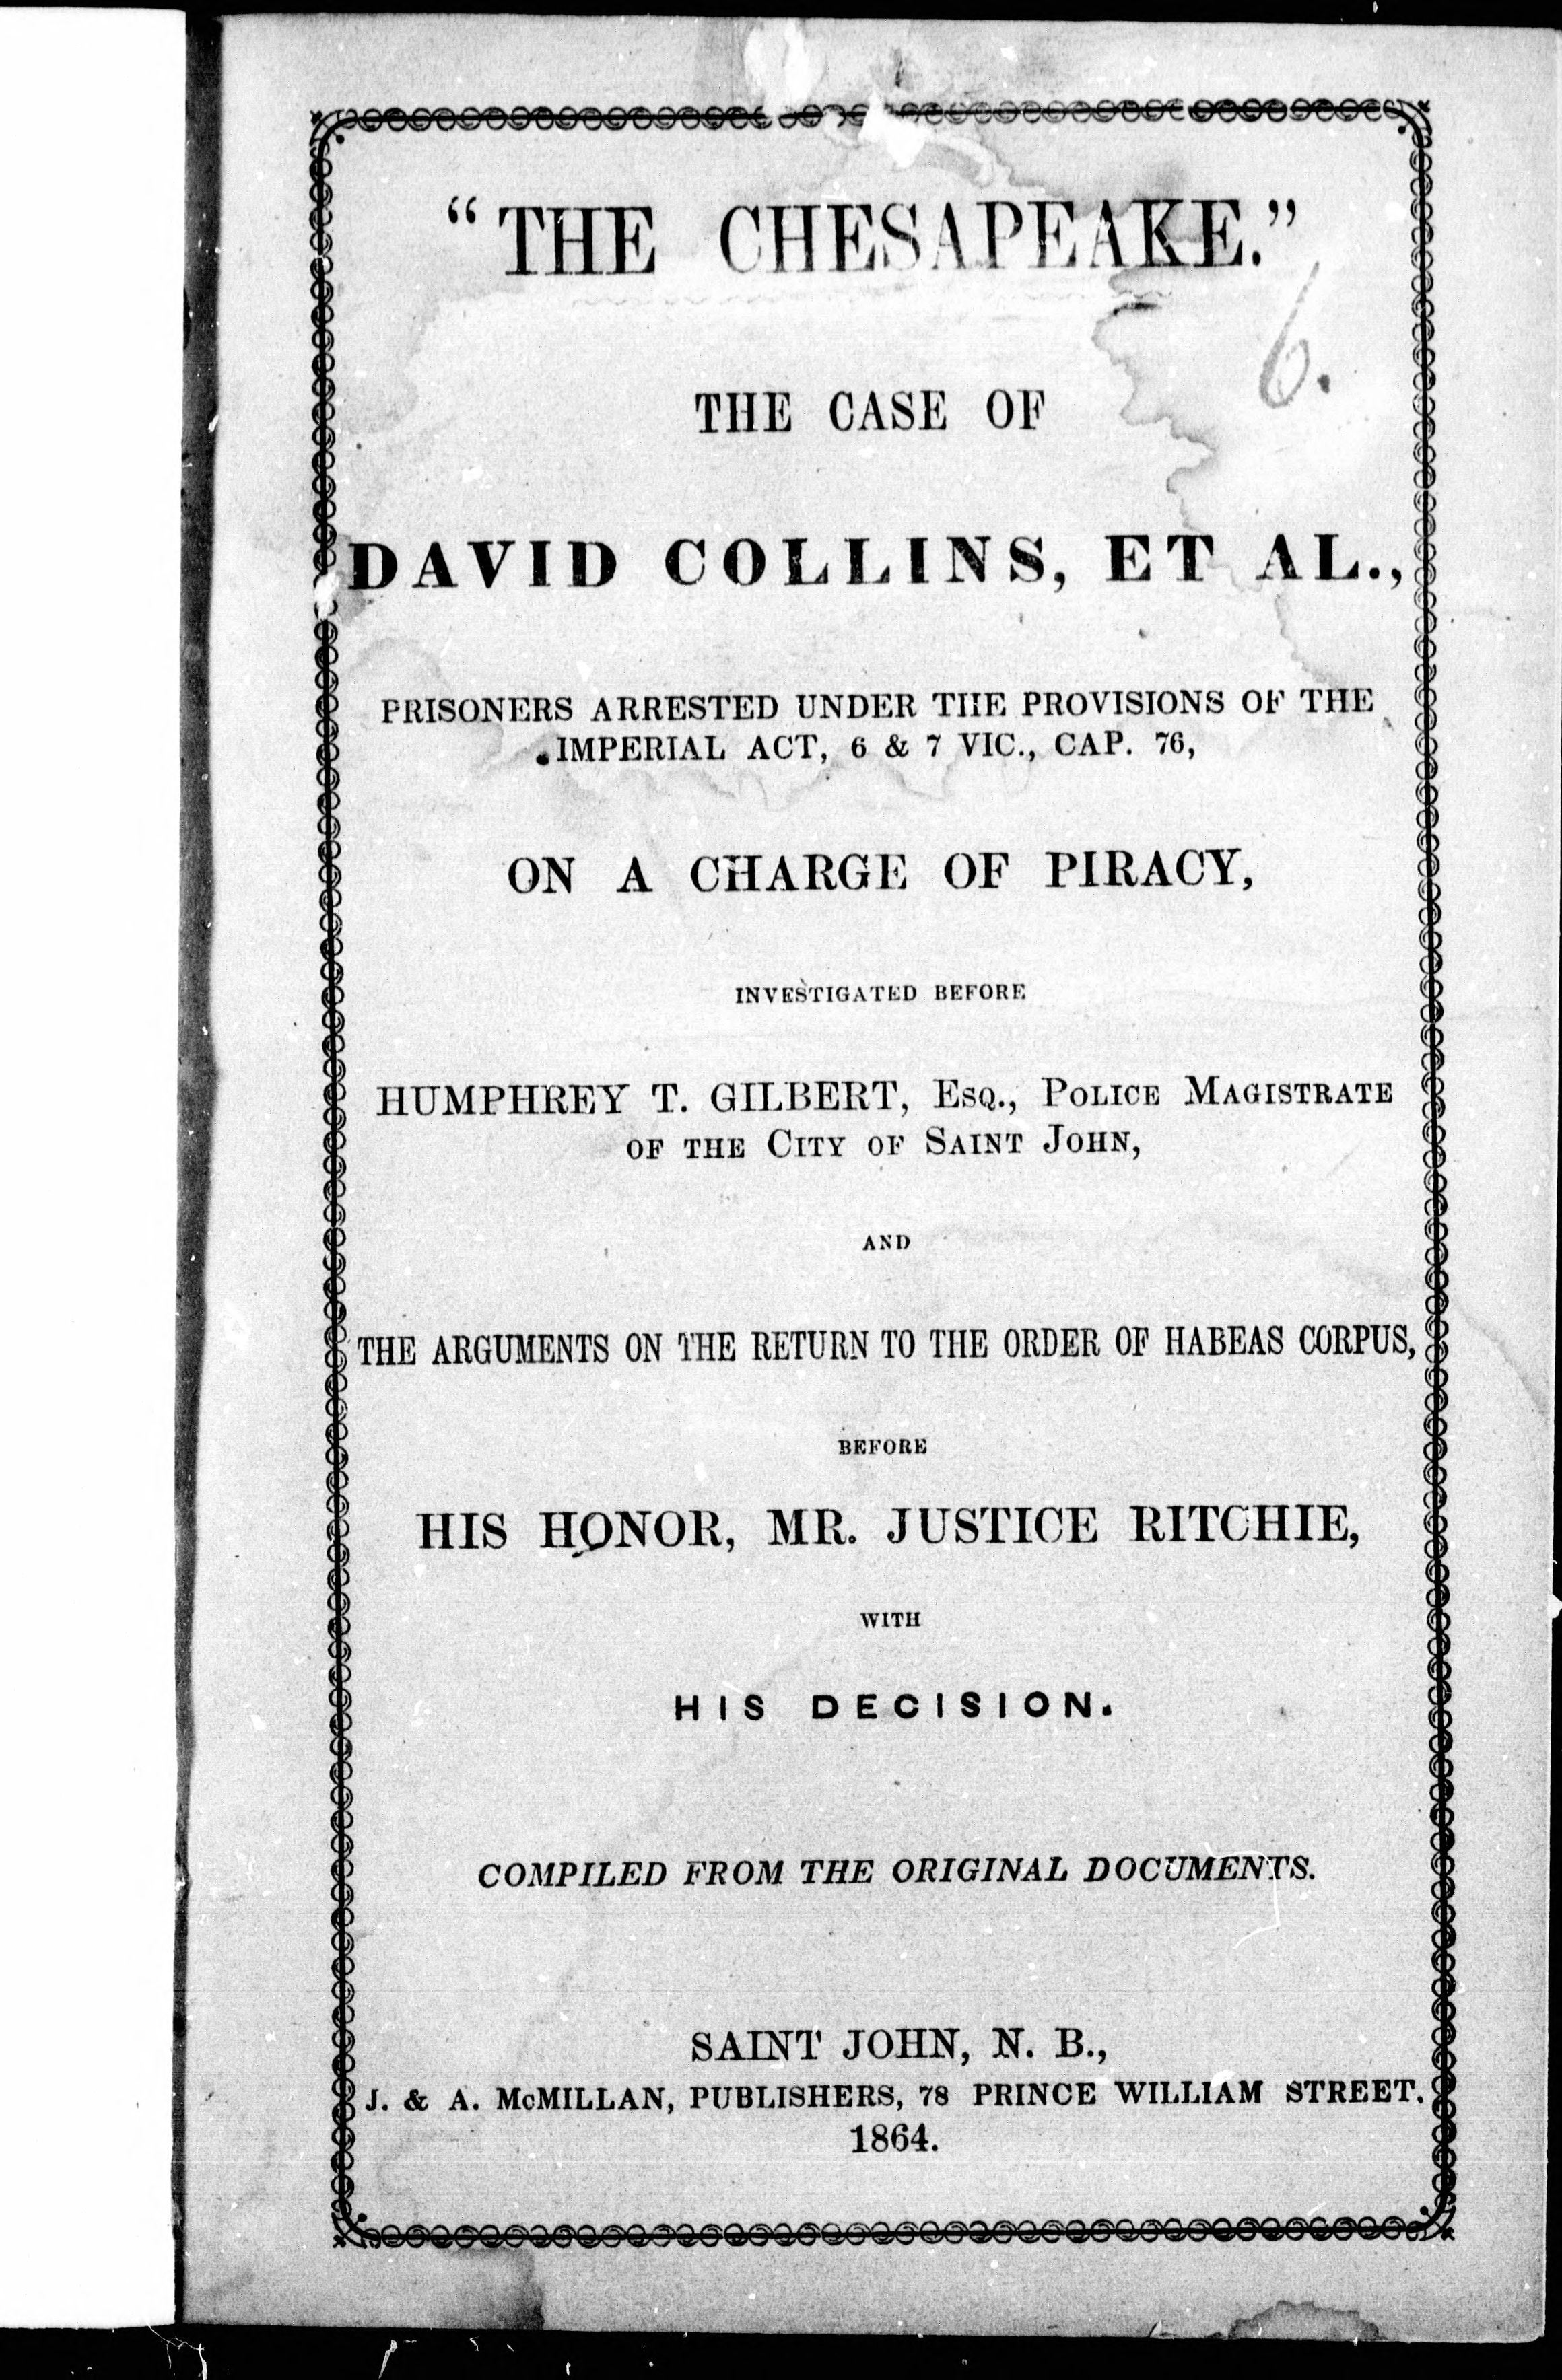 "THE CHESAPEAKE."
6.
THE CASE OF
DAVID COLLINS, ET AL.,
PRISONERS ARRESTED UNDER THE PROVISIONS OF THE
IMPERIAL ACT, 6 & 7 VIC., CAP. 76,
ON A CHARGE OF PIRACY,
INVESTIGATED BEFORE
HUMPHREY T. GILBERT, ESQ., POLICE MAGISTRATE
OF THE CITY OF SAINT JOHN,
AND
THE ARGUMENTS ON THE RETURN TO THE ORDER OF HABEAS CORPUS,
BEFORE
HIS HONOR, MR. JUSTICE RITCHIE,
WITH
HIS DECISION.
COMPILED FROM THE ORIGINAL DOCUMENTS.
SAINT JOHN, N. B.,
J. & A. McMILLAN, PUBLISHERS, 78 PRINCE WILLIAM STREET.
1864.